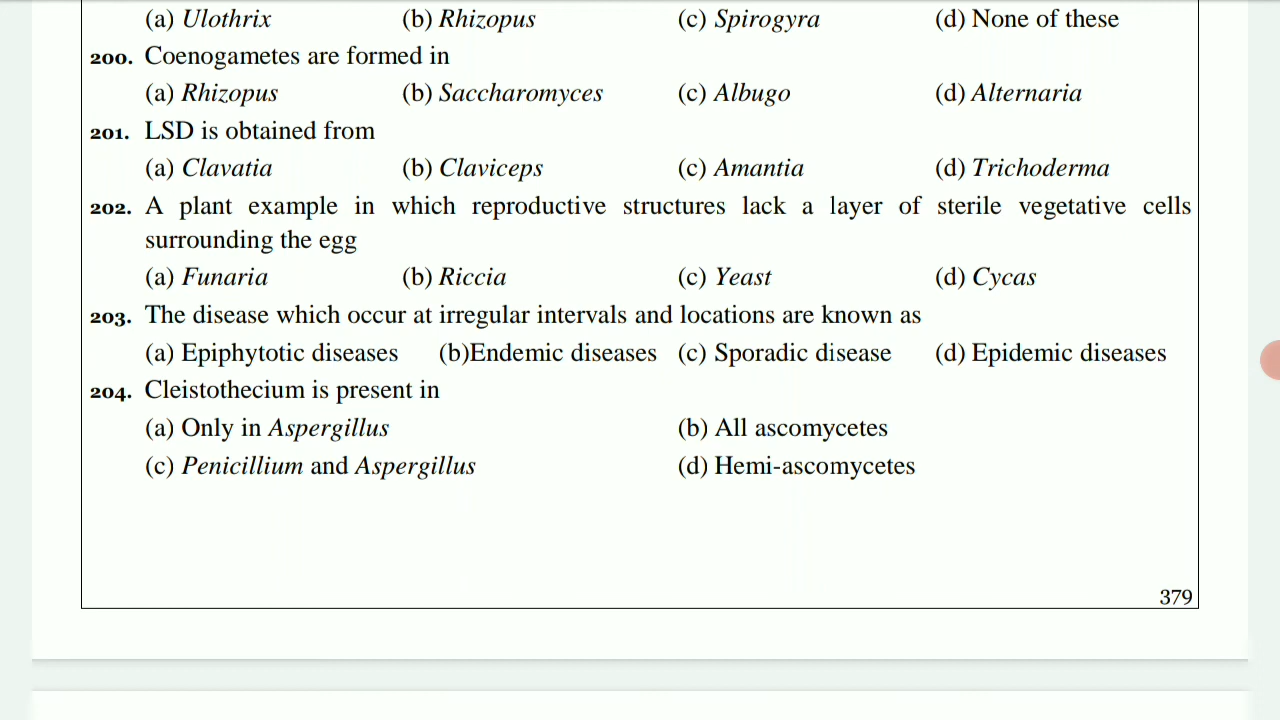 (a) Ulothrix (b) Rhizopus (c) Spirogyra (d) None of these
200. Coenogametes are formed in
(a) Rhizopus (b) Saccharomyces (c) Albugo (d) Alternaria
201. LSD is obtained from
(a) Clavatia (b) Claviceps (c) Amantia (d) Trichoderma
202. A plant example in which reproductive structures lack a layer of sterile vegetative cells
surrounding the egg
(a) Funaria (b) Riccia (c) Yeast (d) Cycas
203. The disease which occur at irregular intervals and locations are known as
(a) Epiphytotic diseases (b)Endemic diseases (c) Sporadic disease (d) Epidemic diseases
204. Cleistothecium is present in
(a) Only in Aspergillus (b) All ascomycetes
(c) Penicillium and Aspergillus (d) Hemi-ascomycetes
379